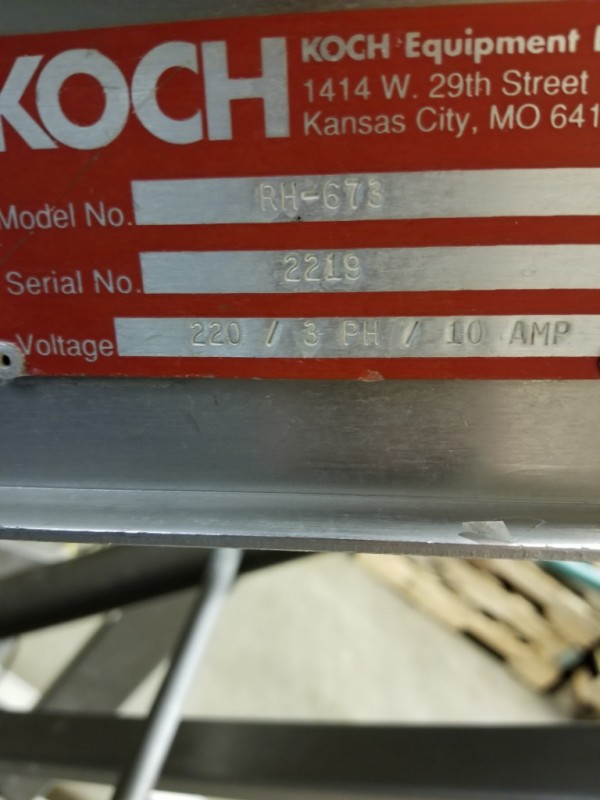 KOCH
KOCH Equipment
1414 W. 29th Street
Kansas City, MO 641
Model No. RH-673
Serial No. 2219
Voltage 220 / 3 PH / 10 AMP